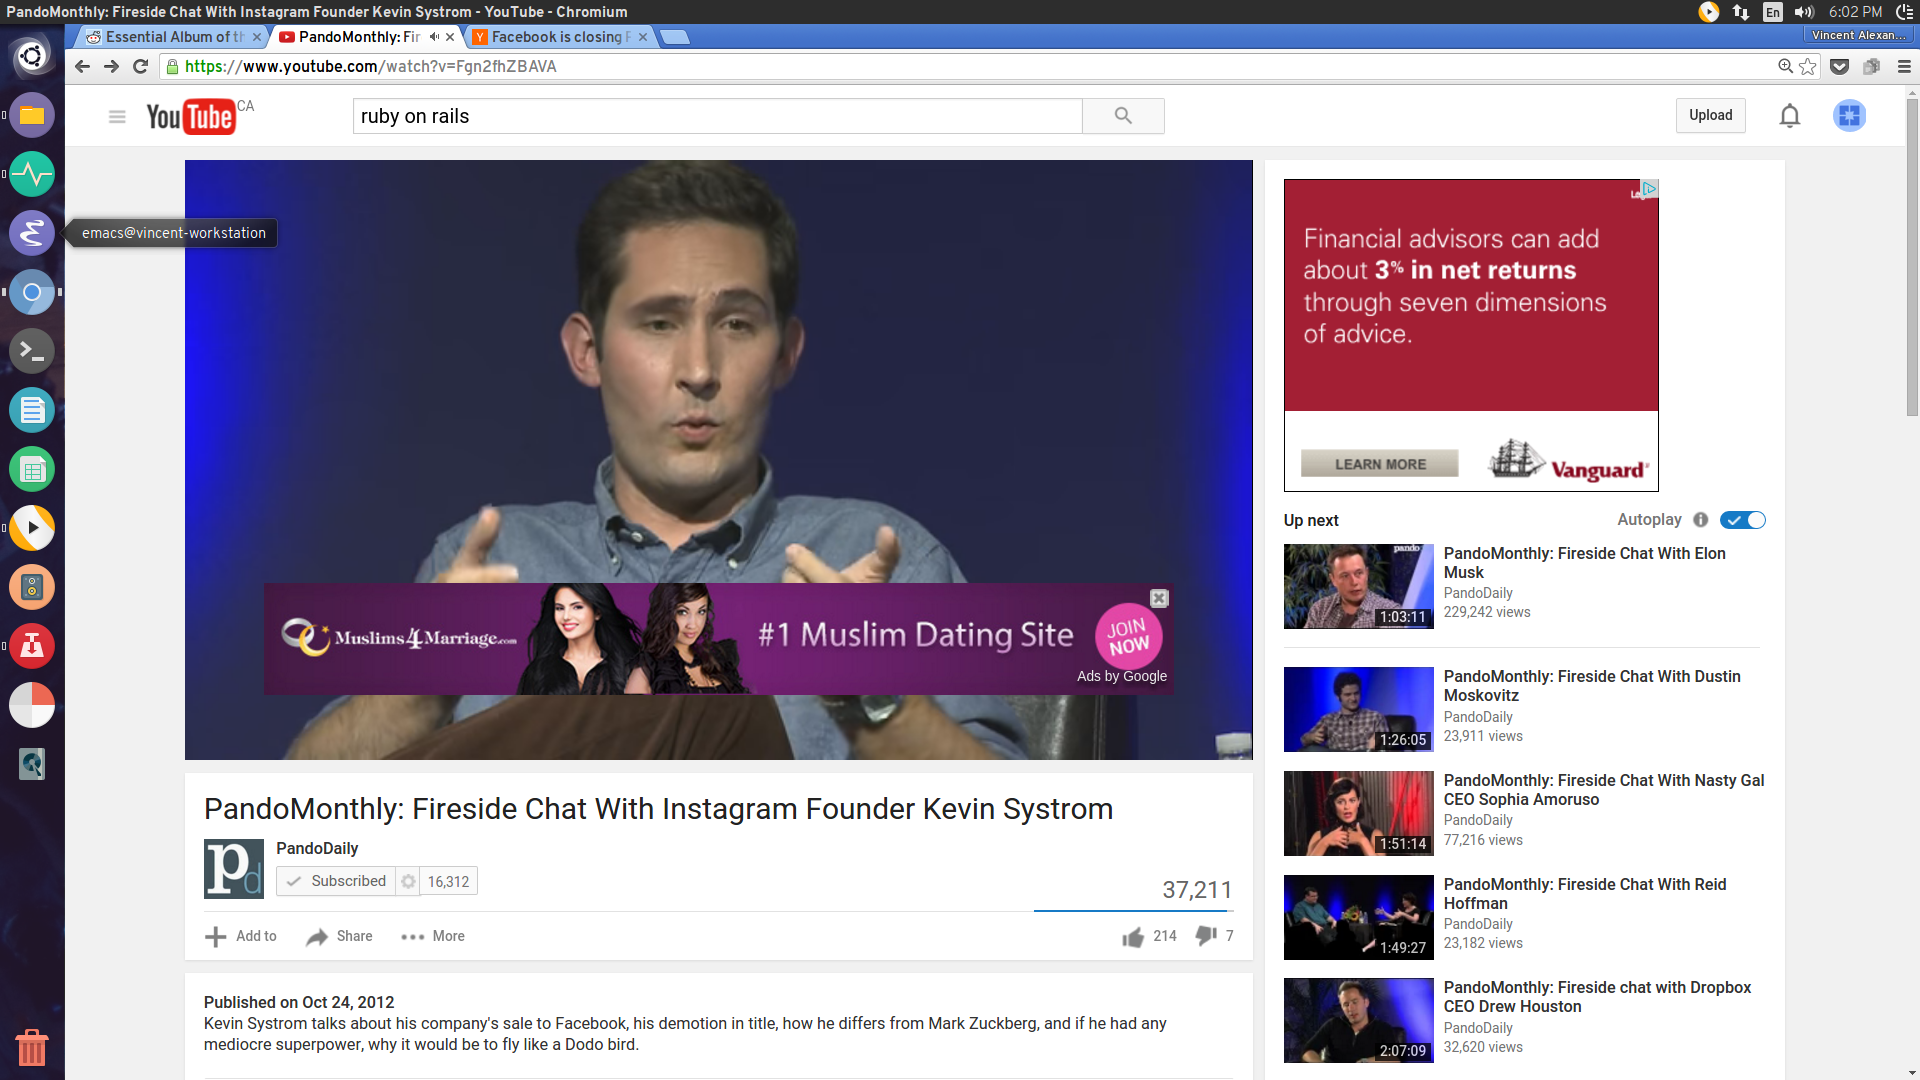 PandoMonthly: Fireside Chat With Instagram Founder Kevin Systrom - YouTube - Chromium
En
6:02 PM
Essential Album of th
PandoMonthly: Fir
Facebook is closing
Vincent Alexan...
https://www.youtube.com/watch?v=Fgn2fhZBAVA
YouTube CA
ruby on rails
Upload
emacs@vincent-workstation
Financial advisors can add
about 3% in net returns
through seven dimensions
of advice.
LEARN MORE
Vanguard
Muslims4Marriage.com
#1 Muslim Dating Site
JOIN
NOW
Ads by Google
PandoMonthly: Fireside Chat With Instagram Founder Kevin Systrom
pd
PandoDaily
Subscribed
16,312
37,211
Add to
Share
More
214
7
Published on Oct 24, 2012
Kevin Systrom talks about his company's sale to Facebook, his demotion in title, how he differs from Mark Zuckberg, and if he had any
mediocre superpower, why it would be to fly like a Dodo bird.
Up next
Autoplay
pando
1:03:11
PandoMonthly: Fireside Chat With Elon
Musk
PandoDaily
229,242 views
1:26:05
PandoMonthly: Fireside Chat With Dustin
Moskovitz
PandoDaily
23,911 views
1:51:14
PandoMonthly: Fireside Chat With Nasty Gal
CEO Sophia Amoruso
PandoDaily
77,216 views
1:49:27
PandoMonthly: Fireside Chat With Reid
Hoffman
PandoDaily
23,182 views
2:07:09
PandoMonthly: Fireside chat with Dropbox
CEO Drew Houston
PandoDaily
32,620 views